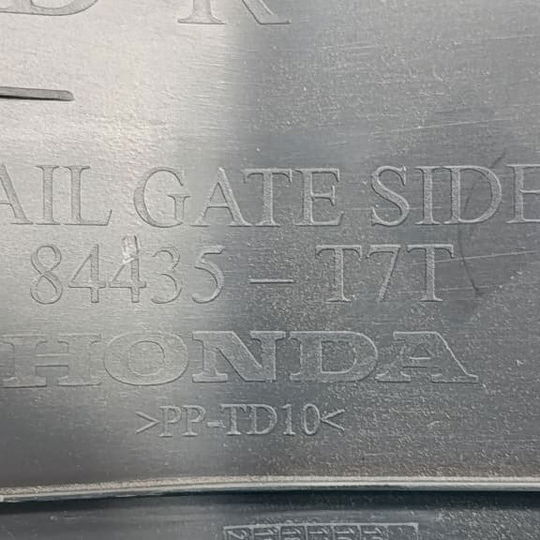 AIL GATE SIDE
84435-T7T
HONDA
>PP-TD10<